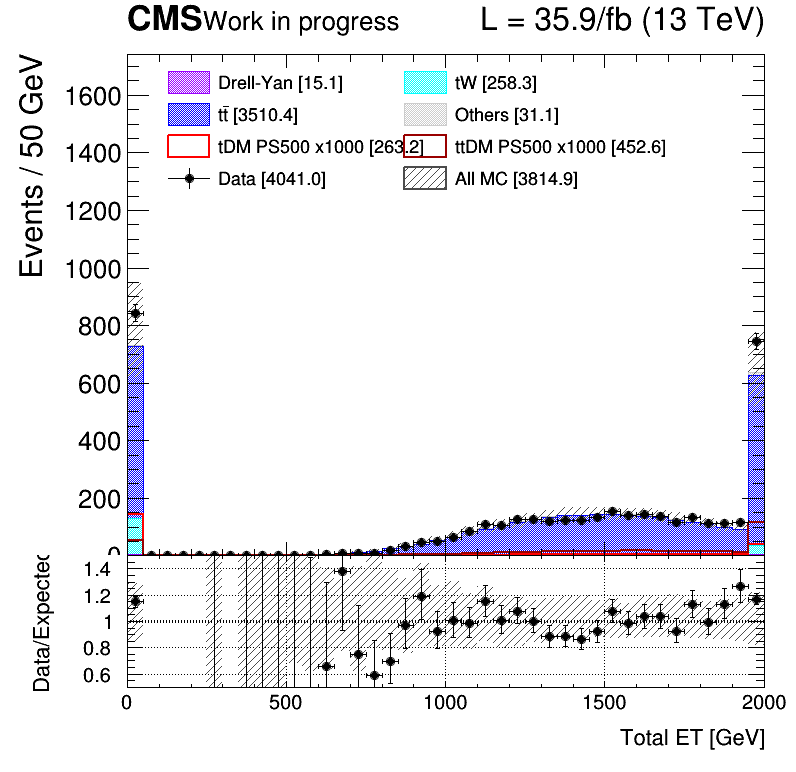 CMS Work in progress L = 35.9/fb (13 TeV)
Events / 50 GeV
Drell-Yan [15.1] tW [258.3]
tt̄ [3510.4] Others [31.1]
tDM PS500 x1000 [263.2] ttDM PS500 x1000 [452.6]
Data [4041.0] All MC [3814.9]
1600
1400
1200
1000
800
600
400
200
0
Data/Expected
1.4
1.2
1
0.8
0.6
0 500 1000 1500 2000
Total ET [GeV]